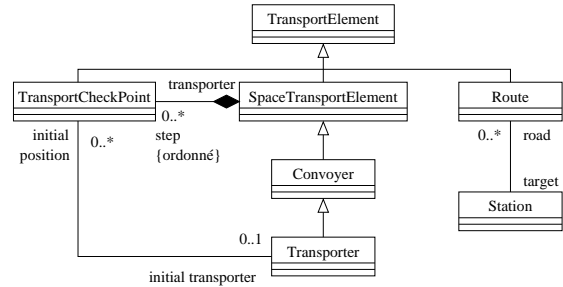 TransportElement
transporter
TransportCheckPoint
SpaceTransportElement
Route
0..*
step
{ordonné}
initial
position
0..*
0..*
road
Convoyer
target
Station
0..1
Transporter
initial transporter